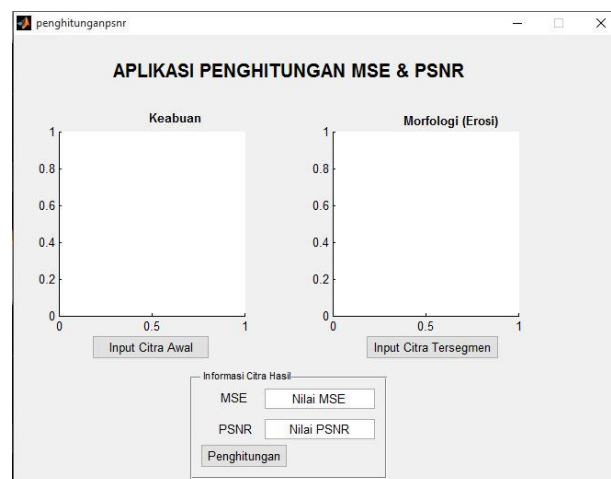 penghitunganpsnr
APLIKASI PENGHITUNGAN MSE & PSNR
Keabuan
1
0.8
0.6
0.4
0.2
0
0 0.5 1
Input Citra Awal
Morfologi (Erosi)
1
0.8
0.6
0.4
0.2
0
0 0.5 1
Input Citra Tersegmen
Informasi Citra Hasil
MSE Nilai MSE
PSNR Nilai PSNR
Penghitungan